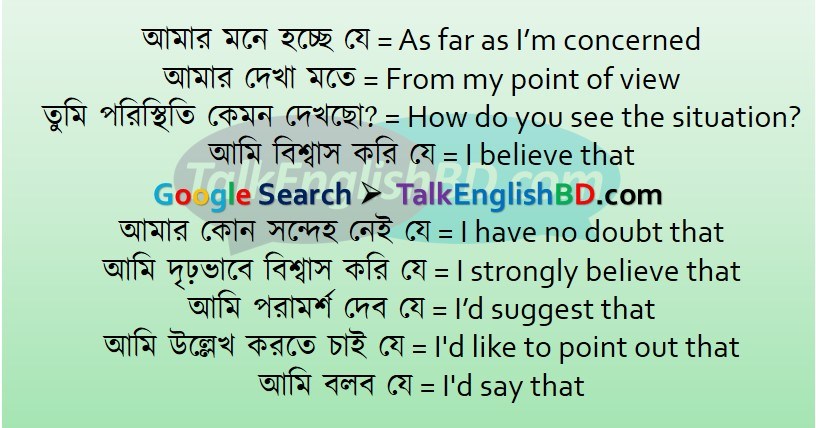 আমার মনে হচ্ছে যে = As far as I’m concerned
আমার দেখা মতে = From my point of view
তুমি পরিস্থিতি কেমন দেখছো? = How do you see the situation?
আমি বিশ্বাস করি যে = I believe that
TalkEnglishBD.com
Google Search ➢ TalkEnglishBD.com
আমার কোন সন্দেহ নেই যে = I have no doubt that
আমি দৃঢ়ভাবে বিশ্বাস করি যে = I strongly believe that
আমি পরামর্শ দেব যে = I’d suggest that
আমি উল্লেখ করতে চাই যে = I'd like to point out that
আমি বলব যে = I'd say that